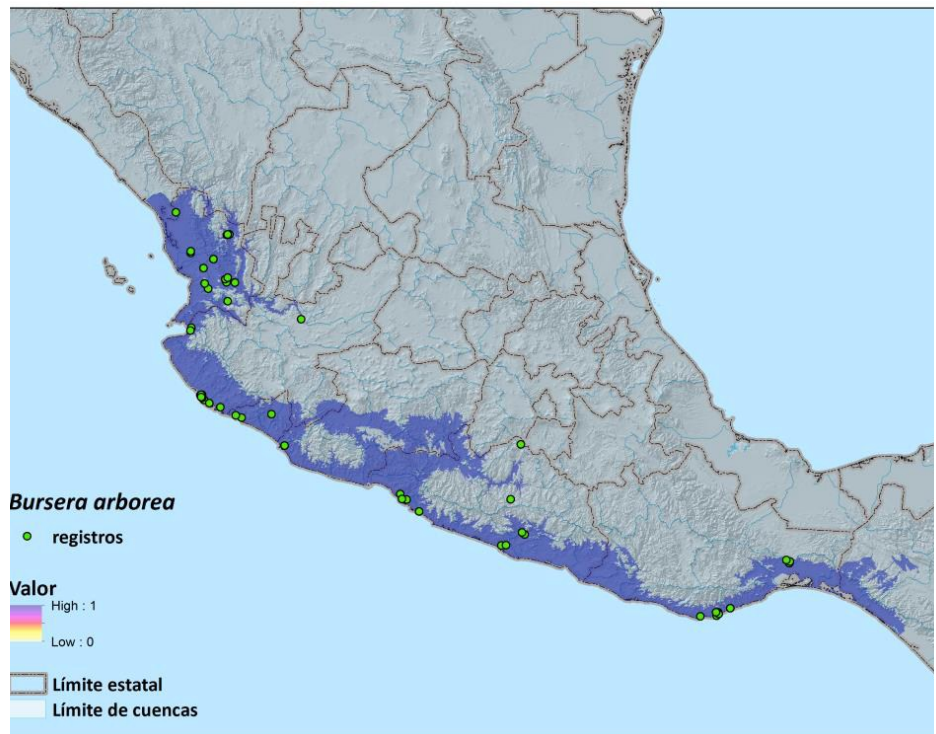 Bursera arborea
registros
Valor
High : 1
Low : 0
Límite estatal
Límite de cuencas